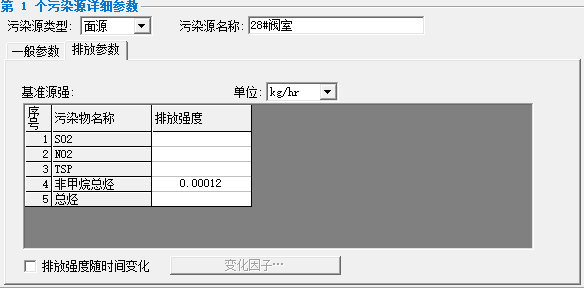 第 1 个污染源详细参数
污染源类型: 面源 污染源名称: 28#阀室
一般参数 排放参数
基准源强: 单位: kg/hr
序号 污染物名称 排放强度
1 SO2
2 NO2
3 TSP
4 非甲烷总烃 0.00012
5 总烃
排放强度随时间变化 变化因子…